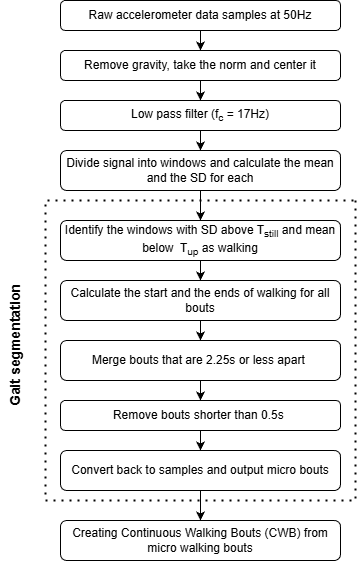 Raw accelerometer data samples at 50Hz
Remove gravity, take the norm and center it
Low pass filter (fc = 17Hz)
Divide signal into windows and calculate the mean
and the SD for each
Identify the windows with SD above Tstill and mean
below Tup as walking
Calculate the start and the ends of walking for all
bouts
Merge bouts that are 2.25s or less apart
Remove bouts shorter than 0.5s
Convert back to samples and output micro bouts
Gait segmentation
Creating Continuous Walking Bouts (CWB) from
micro walking bouts